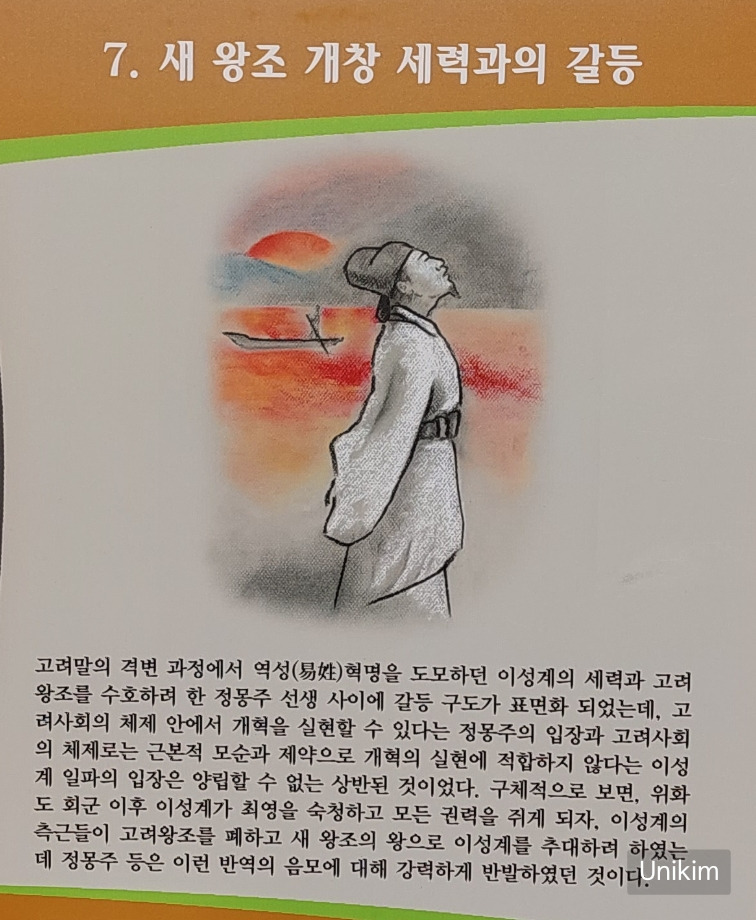 7. 새 왕조 개창 세력과의 갈등
고려말의 격변 과정에서 역성(易姓)혁명을 도모하던 이성계의 세력과 고려
왕조를 수호하려 한 정몽주 선생 사이에 갈등 구도가 표면화 되었는데, 고
려사회의 체제 안에서 개혁을 실현할 수 있다는 정몽주의 입장과 고려사회
의 체제로는 근본적 모순과 제약으로 개혁의 실현에 적합하지 않다는 이성
계 일파의 입장은 양립할 수 없는 상반된 것이었다. 구체적으로 보면, 위화
도 회군 이후 이성계가 최영을 숙청하고 모든 권력을 쥐게 되자, 이성계의
측근들이 고려왕조를 폐하고 새 왕조의 왕으로 이성계를 추대하려 하였는
데 정몽주 등은 이런 반역의 음모에 대해 강력하게 반발하였던 것이다.
Unikim